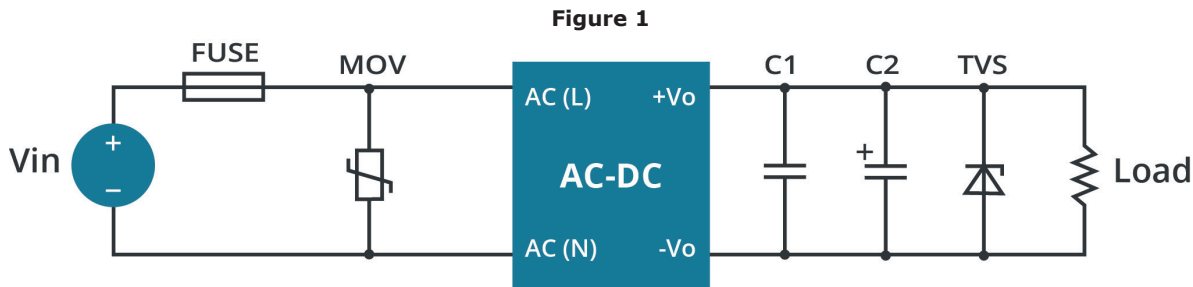 Figure 1
FUSE
MOV
C1
C2
TVS
AC (L)
+Vo
Vin
+
−
AC-DC
+
Load
AC (N)
-Vo